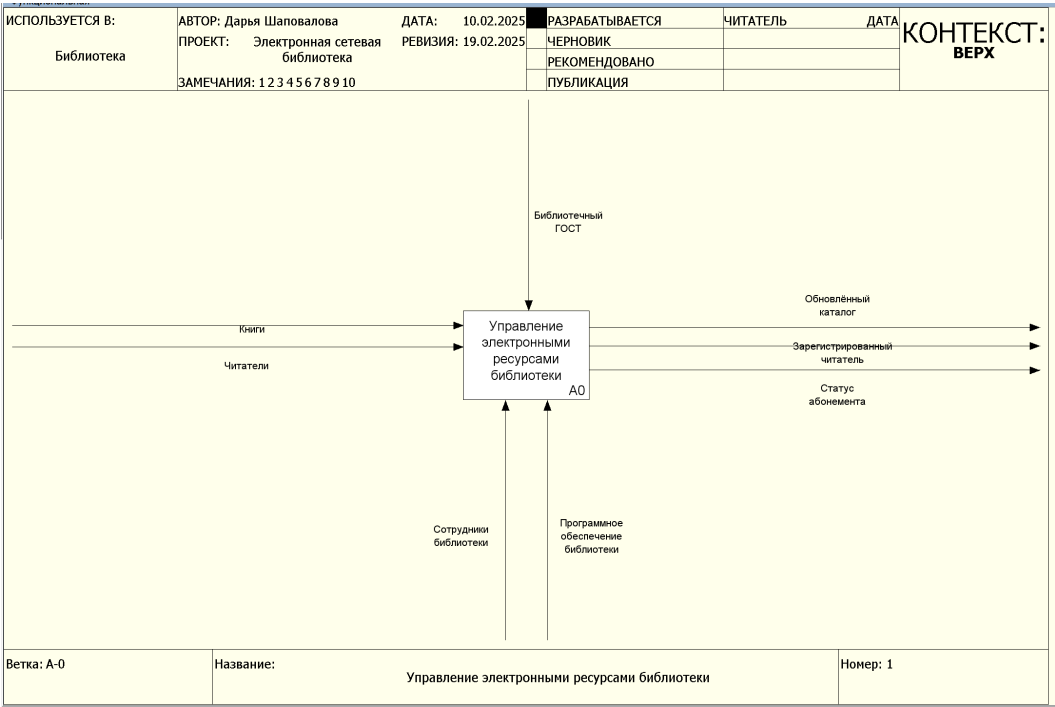 ИСПОЛЬЗУЕТСЯ В:
Библиотека
АВТОР: Дарья Шаповалова
ДАТА: 10.02.2025
ПРОЕКТ: Электронная сетевая
библиотека
РЕВИЗИЯ: 19.02.2025
ЗАМЕЧАНИЯ: 1 2 3 4 5 6 7 8 9 10
РАЗРАБАТЫВАЕТСЯ
ЧЕРНОВИК
РЕКОМЕНДОВАНО
ПУБЛИКАЦИЯ
ЧИТАТЕЛЬ ДАТА
КОНТЕКСТ:
ВЕРХ
Библиотечный
ГОСТ
Книги
Читатели
Управление
электронными
ресурсами
библиотеки
A0
Обновлённый
каталог
Зарегистрированный
читатель
Статус
абонемента
Сотрудники
библиотеки
Программное
обеспечение
библиотеки
Ветка: A-0
Название:
Управление электронными ресурсами библиотеки
Номер: 1